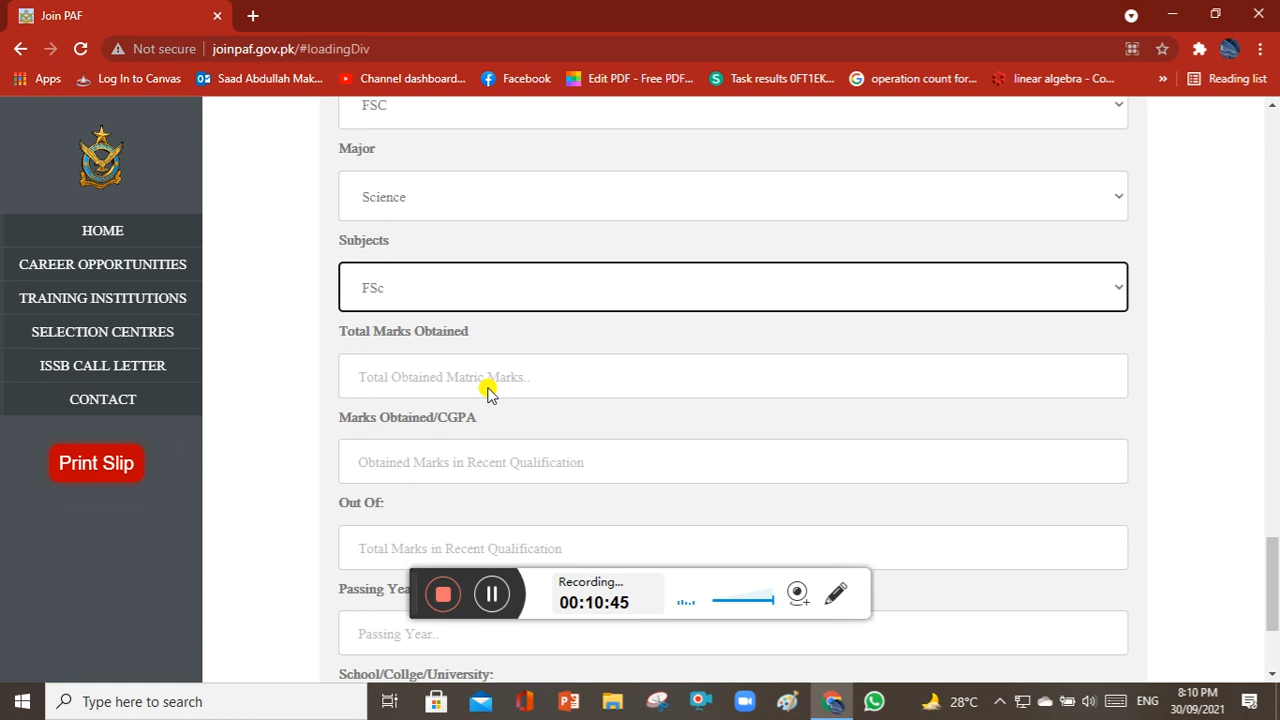 Join PAF
Not secure joinpaf.gov.pk/#loadingDiv
Apps Log In to Canvas Saad Abdullah Mak... Channel dashboard... Facebook Edit PDF - Free PDF... Task results 0FT1EK... operation count for... linear algebra - Co... » Reading list
HOME
CAREER OPPORTUNITIES
TRAINING INSTITUTIONS
SELECTION CENTRES
ISSB CALL LETTER
CONTACT
Print Slip
FSC
Major
Science
Subjects
FSc
Total Marks Obtained
Total Obtained Matric Marks..
Marks Obtained/CGPA
Obtained Marks in Recent Qualification
Out Of:
Total Marks in Recent Qualification
Passing Yea
Passing Year..
School/Collge/University:
Recording...
00:10:45
Type here to search
28°C
ENG
8:10 PM
30/09/2021